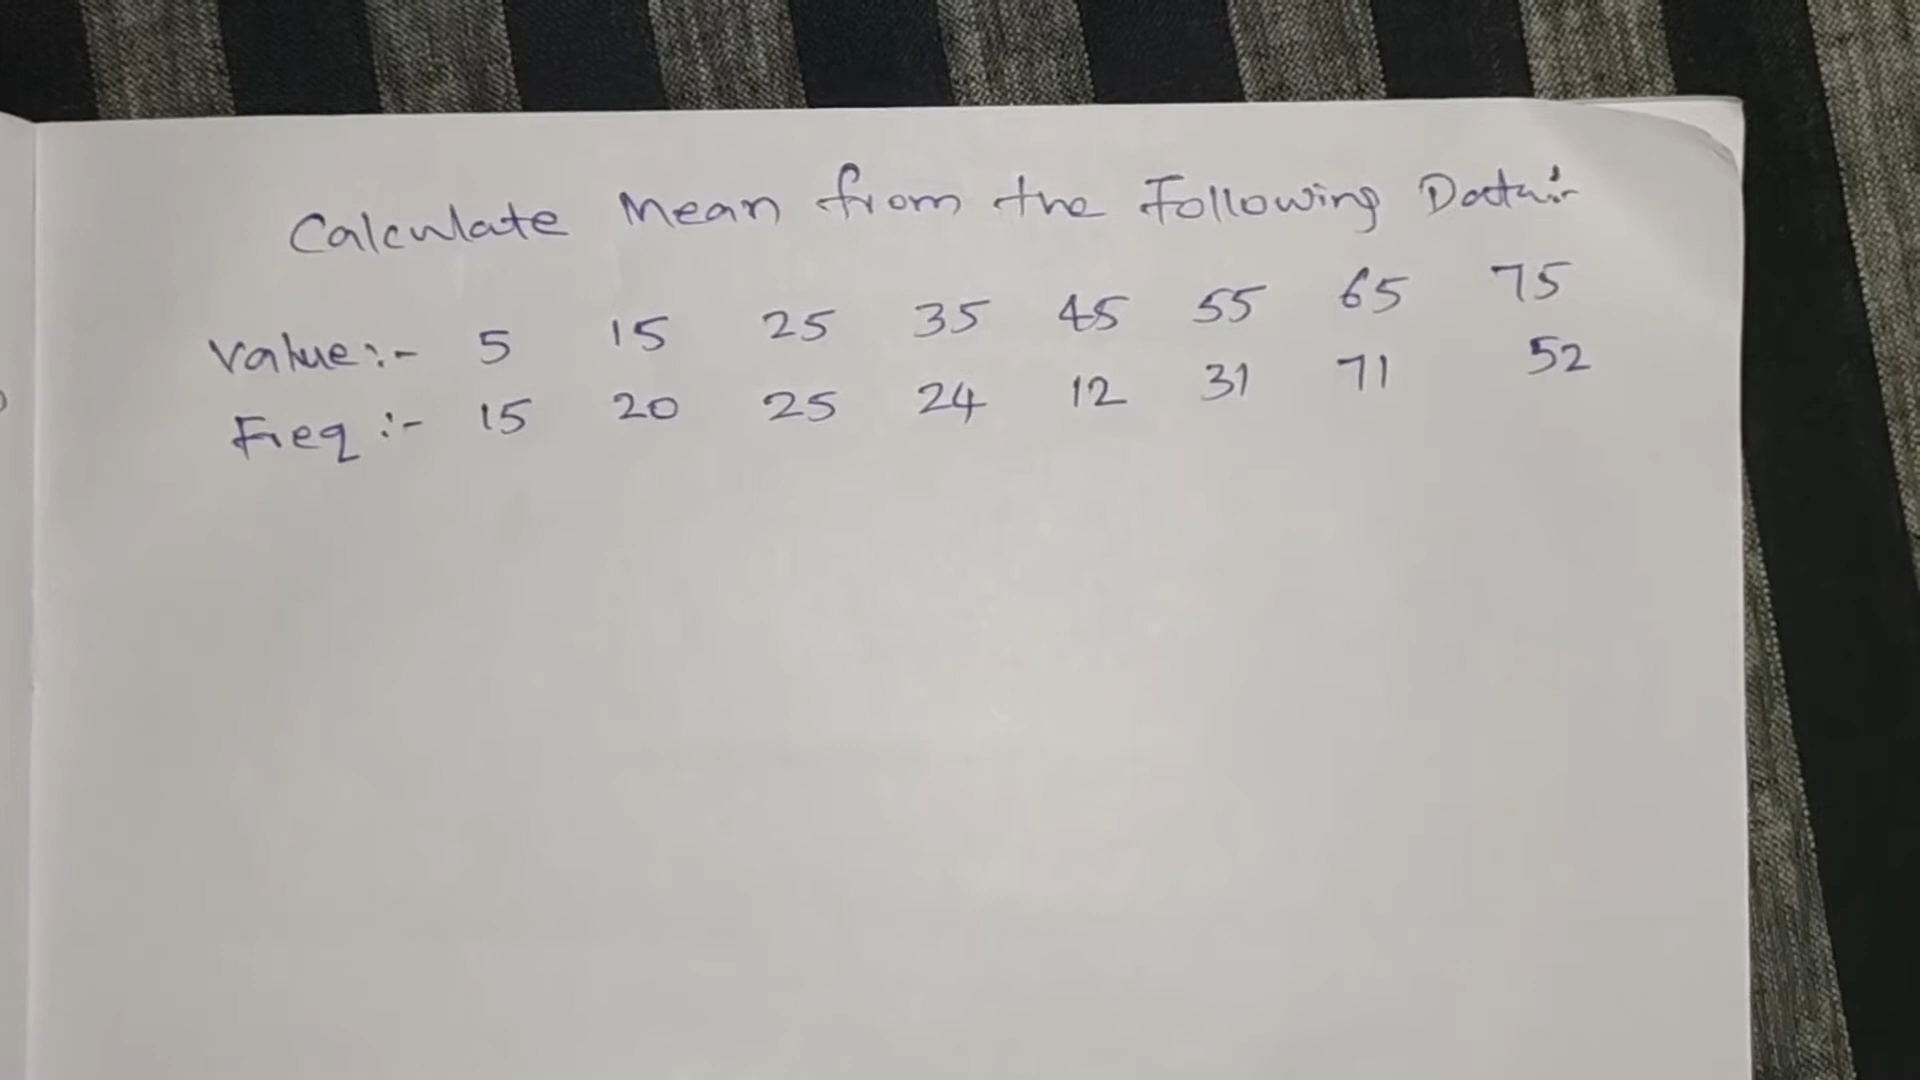 Calculate Mean from the Following Data:-
Value:- 5 15 25 35 45 55 65 75
Freq:- 15 20 25 24 12 31 71 52